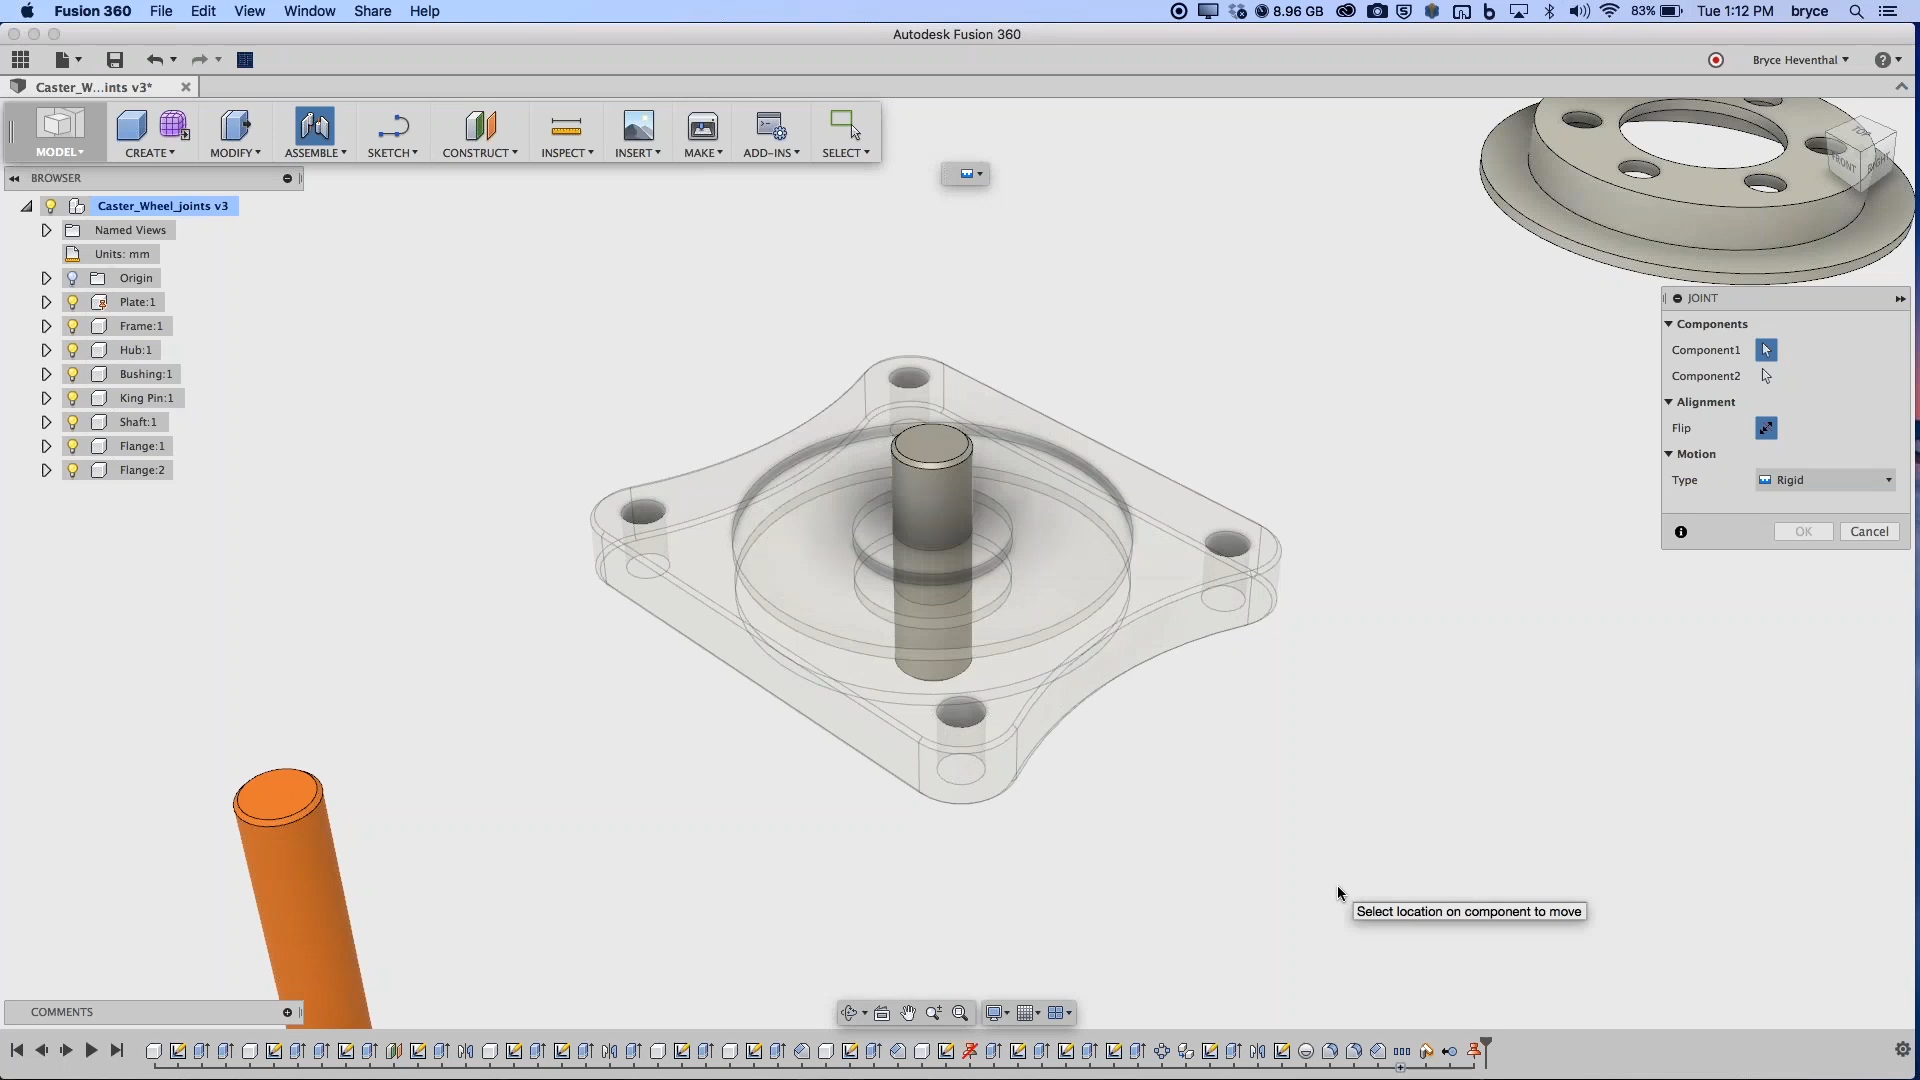 Fusion 360 File Edit View Window Share Help 8.96 GB 83% Tue 1:12 PM bryce
Autodesk Fusion 360
Bryce Heventhal
Caster_W...ints v3*
MODEL CREATE MODIFY ASSEMBLE SKETCH CONSTRUCT INSPECT INSERT MAKE ADD-INS SELECT
TOP
FRONT
RIGHT
BROWSER
Caster_Wheel_joints v3
Named Views
Units: mm
Origin
Plate:1
Frame:1
Hub:1
Bushing:1
King Pin:1
Shaft:1
Flange:1
Flange:2
JOINT
Components
Component1
Component2
Alignment
Flip
Motion
Type Rigid
OK Cancel
Select location on component to move
COMMENTS